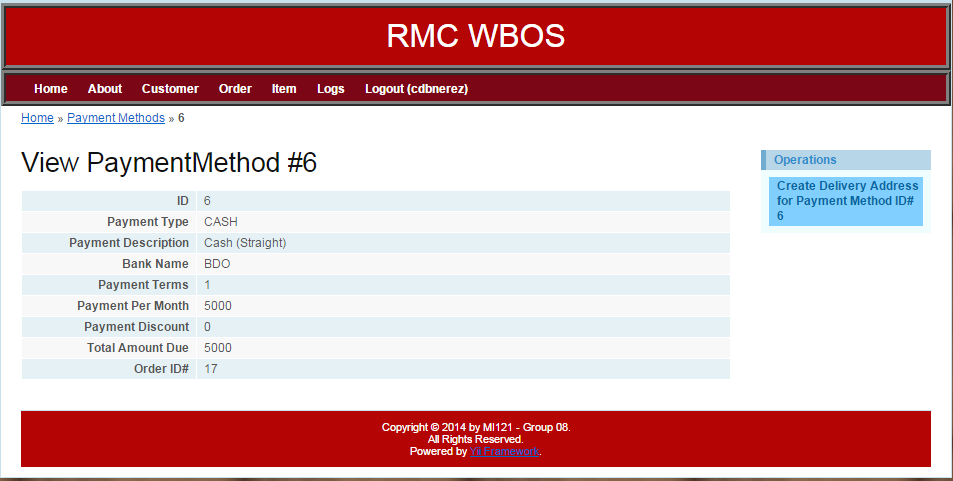 RMC WBOS
Home About Customer Order Item Logs Logout (cdbnerez)
Home » Payment Methods » 6
View PaymentMethod #6
ID 6
Payment Type CASH
Payment Description Cash (Straight)
Bank Name BDO
Payment Terms 1
Payment Per Month 5000
Payment Discount 0
Total Amount Due 5000
Order ID# 17
Operations
Create Delivery Address
for Payment Method ID#
6
Copyright © 2014 by MI121 - Group 08.
All Rights Reserved.
Powered by Yii Framework.